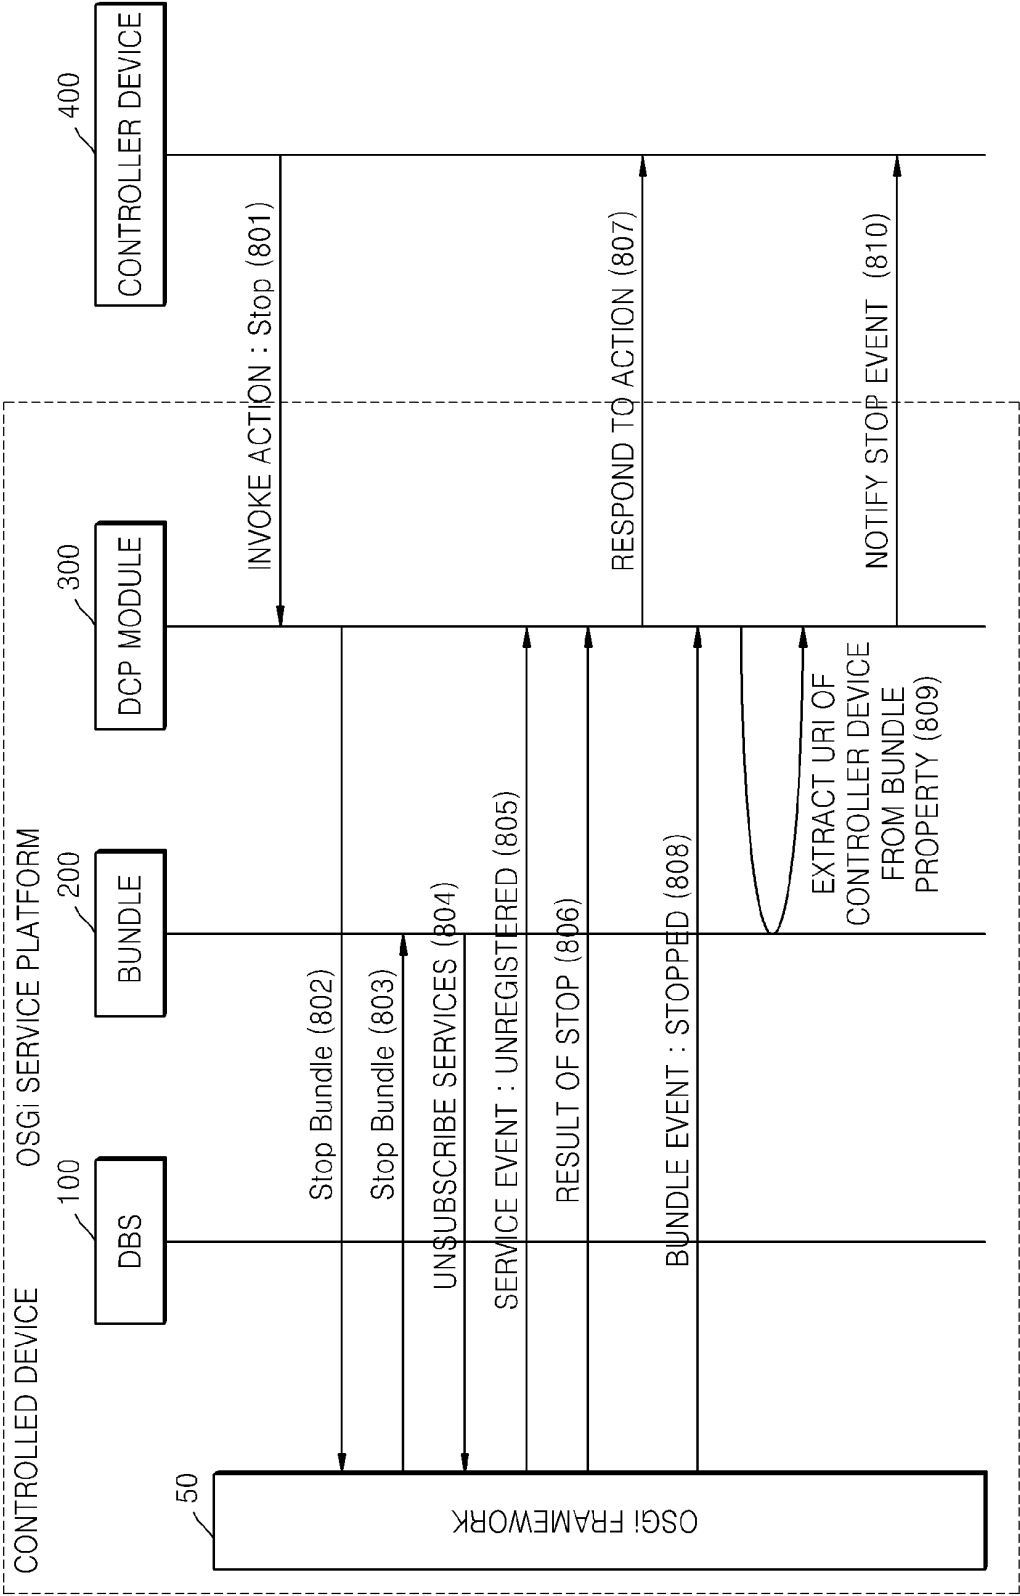 CONTROLLED DEVICE
OSGi SERVICE PLATFORM
50
OSGi FRAMEWORK
100
DBS
200
BUNDLE
300
DCP MODULE
400
CONTROLLER DEVICE
INVOKE ACTION : Stop (801)
Stop Bundle (802)
Stop Bundle (803)
UNSUBSCRIBE SERVICES (804)
SERVICE EVENT : UNREGISTERED (805)
RESULT OF STOP (806)
RESPOND TO ACTION (807)
BUNDLE EVENT : STOPPED (808)
EXTRACT URI OF
CONTROLLER DEVICE
FROM BUNDLE
PROPERTY (809)
NOTIFY STOP EVENT (810)